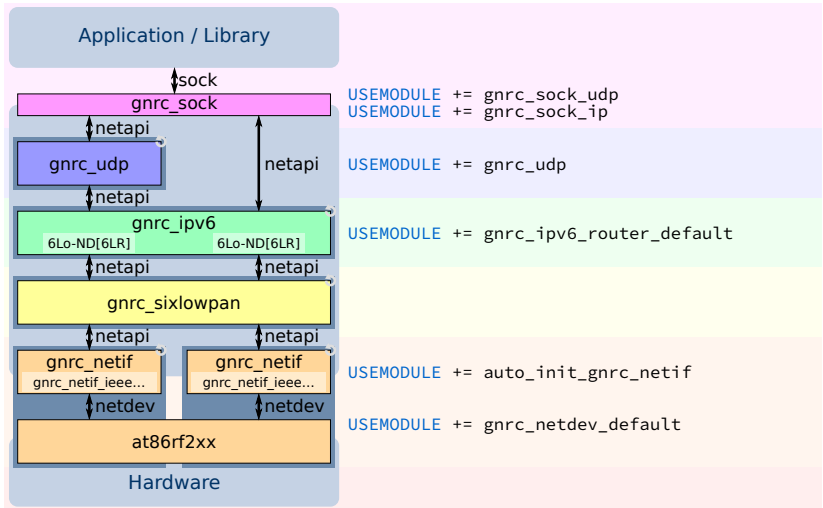 Application / Library
sock
gnrc_sock
USEMODULE += gnrc_sock_udp
USEMODULE += gnrc_sock_ip
netapi
gnrc_udp
netapi
USEMODULE += gnrc_udp
netapi
gnrc_ipv6
6Lo-ND[6LR]
6Lo-ND[6LR]
USEMODULE += gnrc_ipv6_router_default
netapi
netapi
gnrc_sixlowpan
netapi
netapi
gnrc_netif
gnrc_netif_ieee...
gnrc_netif
gnrc_netif_ieee...
USEMODULE += auto_init_gnrc_netif
netdev
netdev
USEMODULE += gnrc_netdev_default
at86rf2xx
Hardware